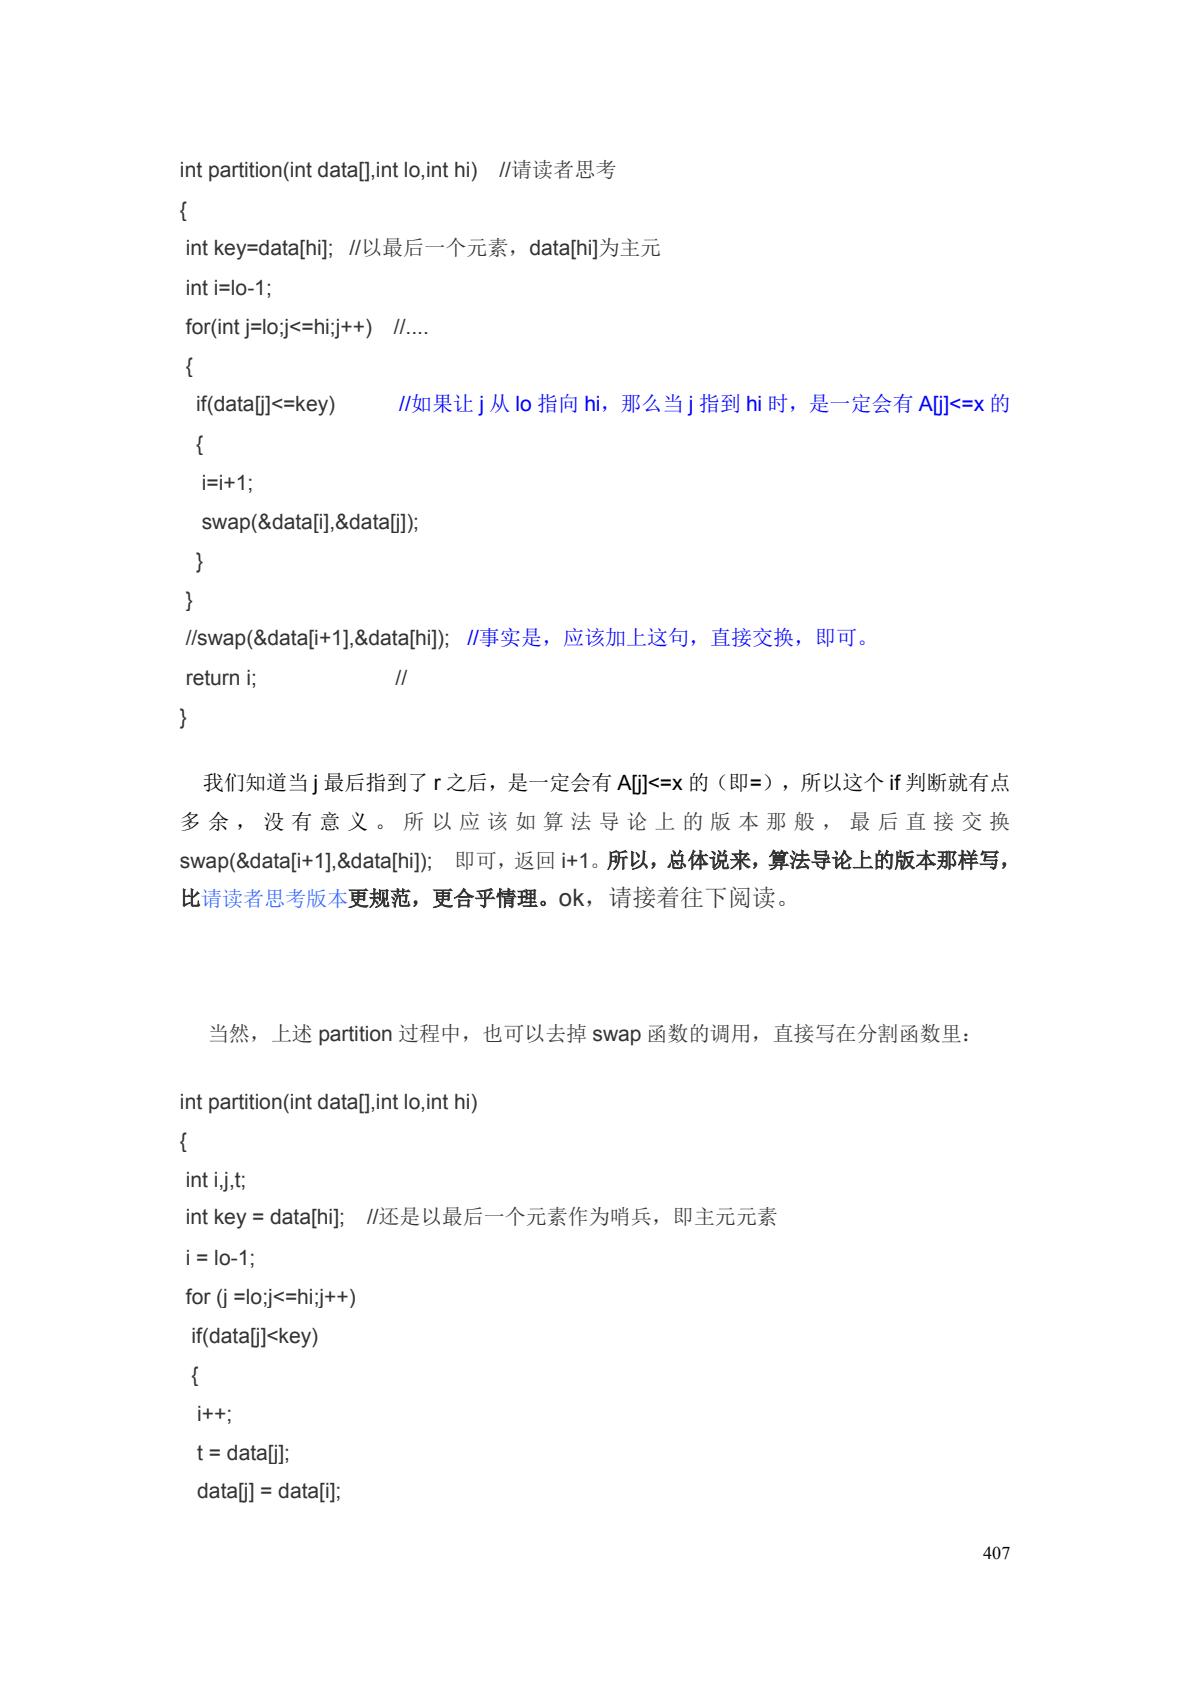 int partition(int data[],int lo,int hi)   //请读者思考
{
 int key=data[hi];   //以最后一个元素，data[hi]为主元
 int i=lo-1;
 for(int j=lo;j<=hi;j++)   //....
 {
  if(data[j]<=key)   //如果让 j 从 lo 指向 hi，那么当 j 指到 hi 时，是一定会有 A[j]<=x 的
  {
   i=i+1;
   swap(&data[i],&data[j]);
  }
 }
 //swap(&data[i+1],&data[hi]);   //事实是，应该加上这句，直接交换，即可。
 return i;   //
}
我们知道当 j 最后指到了 r 之后，是一定会有 A[j]<=x 的（即=），所以这个 if 判断就有点
多余，没有意义。所以应该如算法导论上的版本那般，最后直接交换
swap(&data[i+1],&data[hi]);   即可，返回 i+1。所以，总体说来，算法导论上的版本那样写，
比请读者思考版本更规范，更合乎情理。ok，请接着往下阅读。
当然，上述 partition 过程中，也可以去掉 swap 函数的调用，直接写在分割函数里：
int partition(int data[],int lo,int hi)
{
 int i,j,t;
 int key = data[hi];   //还是以最后一个元素作为哨兵，即主元元素
 i = lo-1;
 for (j =lo;j<=hi;j++)
  if(data[j]<key)
  {
   i++;
   t = data[j];
   data[j] = data[i];
407